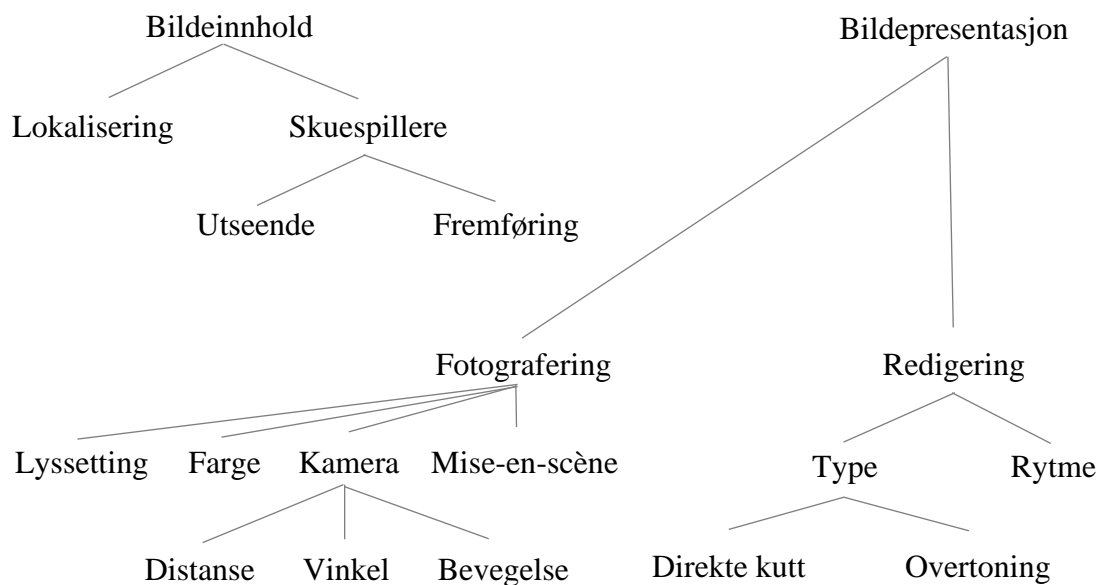 Bildeinnhold Bildepresentasjon
Lokalisering Skuespillere
Utseende Fremføring
Fotografering Redigering
Lyssetting Farge Kamera Mise-en-scène Type Rytme
Distanse Vinkel Bevegelse Direkte kutt Overtoning